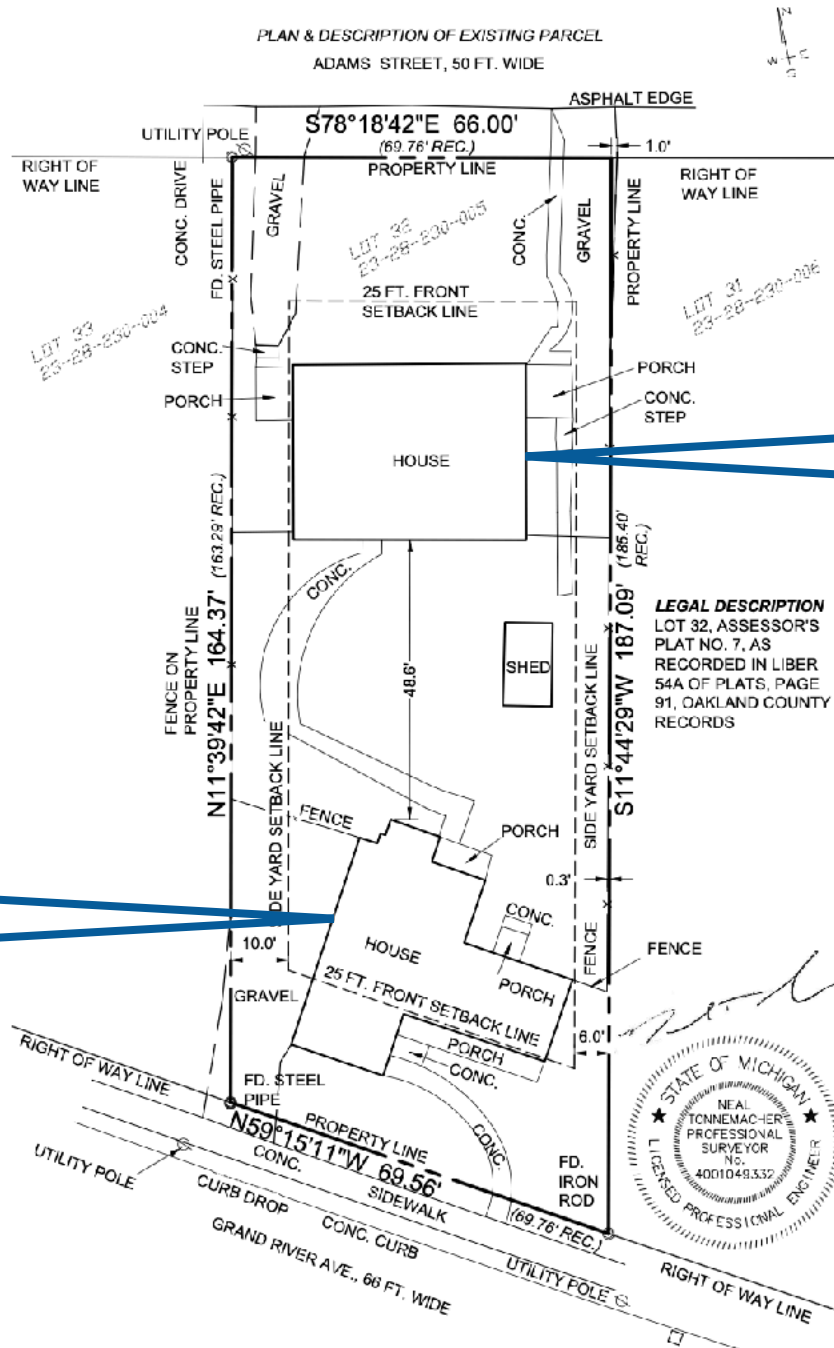 PLAN & DESCRIPTION OF EXISTING PARCEL
ADAMS STREET, 50 FT. WIDE
N
W E
S
ASPHALT EDGE
UTILITY POLE
S78°18'42"E 66.00'
(69.76' REC.)
PROPERTY LINE
1.0'
RIGHT OF
WAY LINE
RIGHT OF
WAY LINE
CONC. DRIVE
FD. STEEL PIPE
GRAVEL
LOT 32
23-28-230-005
CONC.
GRAVEL
PROPERTY LINE
LOT 33
23-28-230-004
LOT 31
23-28-230-006
25 FT. FRONT
SETBACK LINE
CONC.
STEP
PORCH
PORCH
CONC.
STEP
HOUSE
FENCE ON
PROPERTY LINE
N11°39'42"E 164.37'
(163.29' REC.)
S11°44'29"W 187.09'
(185.40'
REC.)
CONC.
48.6'
SHED
SIDE YARD SETBACK LINE
SIDE YARD SETBACK LINE
LEGAL DESCRIPTION
LOT 32, ASSESSOR'S
PLAT NO. 7, AS
RECORDED IN LIBER
54A OF PLATS, PAGE
91, OAKLAND COUNTY
RECORDS
FENCE
PORCH
0.3'
CONC.
HOUSE
PORCH
FENCE
FENCE
10.0'
25 FT. FRONT SETBACK LINE
GRAVEL
6.0'
PORCH
CONC.
RIGHT OF WAY LINE
FD. STEEL
PIPE
PROPERTY LINE
N59°15'11"W 69.56'
(69.76' REC.)
CONC.
CONC.
SIDEWALK
FD.
IRON
ROD
UTILITY POLE
CURB DROP
CONC. CURB
GRAND RIVER AVE., 66 FT. WIDE
UTILITY POLE
RIGHT OF WAY LINE
STATE OF MICHIGAN
NEAL
TONNEMACHER
PROFESSIONAL
SURVEYOR
No.
4001049332
LICENSED PROFESSIONAL ENGINEER